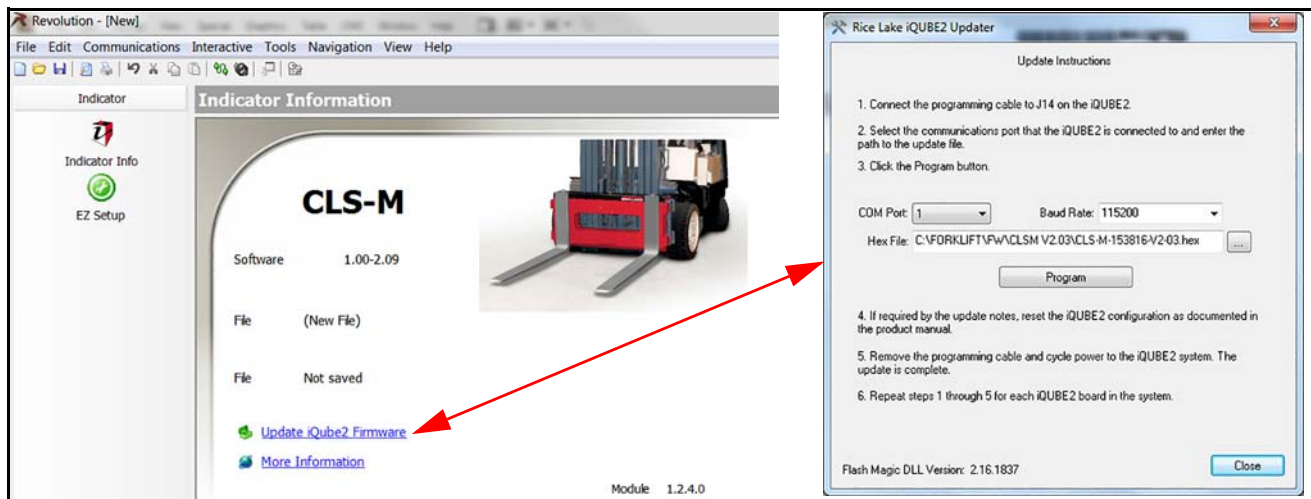 Revolution - [New]
File Edit Communications Interactive Tools Navigation View Help
Indicator
Indicator Info
EZ Setup
Indicator Information
CLS-M
Software 1.00-2.09
File (New File)
File Not saved
Update iQube2 Firmware
More Information
Module 1.2.4.0
Rice Lake iQUBE2 Updater
Update Instructions
1. Connect the programming cable to J14 on the iQUBE2.
2. Select the communications port that the iQUBE2 is connected to and enter the
path to the update file.
3. Click the Program button.
COM Port: 1 Baud Rate: 115200
Hex File: C:\FORKLIFT\FW\CLSM V2.03\CLS-M-153816-V2-03.hex ...
Program
4. If required by the update notes, reset the iQUBE2 configuration as documented in
the product manual.
5. Remove the programming cable and cycle power to the iQUBE2 system. The
update is complete.
6. Repeat steps 1 through 5 for each iQUBE2 board in the system.
Flash Magic DLL Version: 2.16.1837
Close